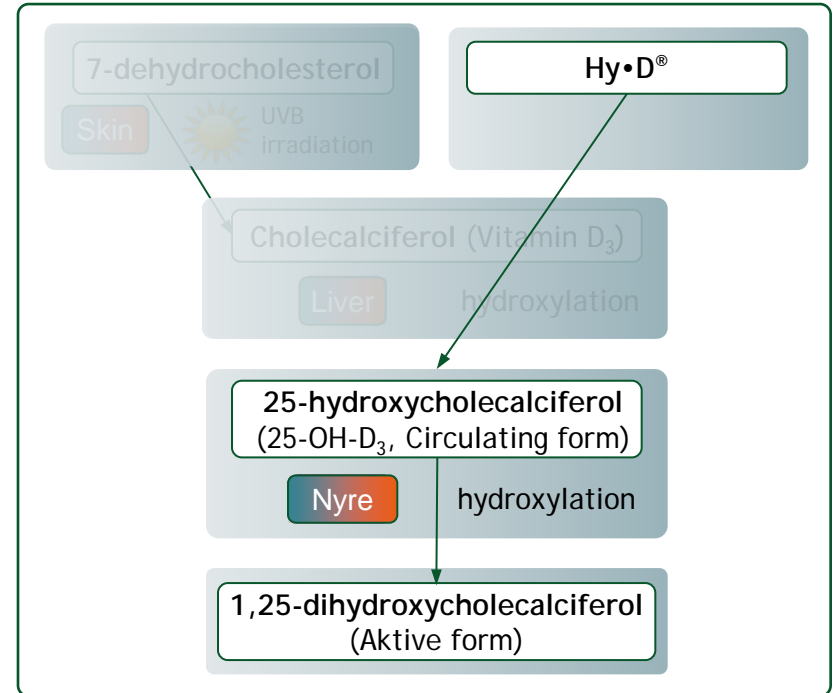 7-dehydrocholesterol
Skin
UVB
irradiation
Hy•D®
Cholecalciferol (Vitamin D₃)
Liver
hydroxylation
25-hydroxycholecalciferol
(25-OH-D₃, Circulating form)
Nyre
hydroxylation
1,25-dihydroxycholecalciferol
(Aktive form)